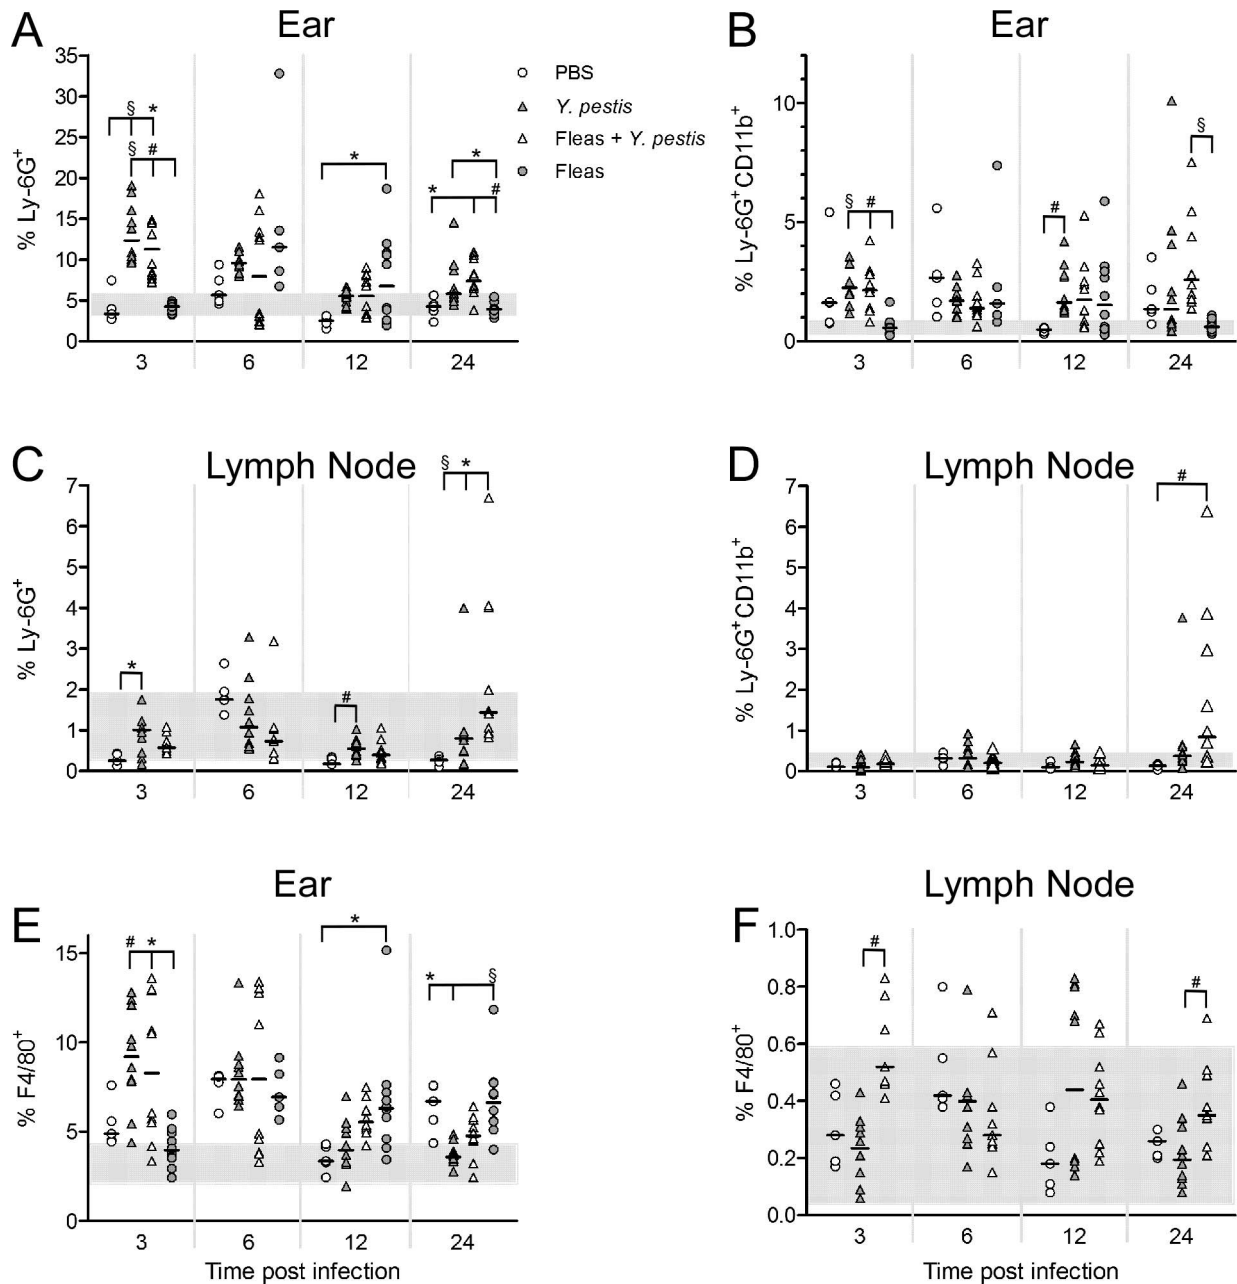 A
Ear
% Ly-6G⁺
35
30
25
20
15
10
5
0
§ *
§ #
*
*
* #
3 6 12 24
PBS
Y. pestis
Fleas + Y. pestis
Fleas
B
Ear
% Ly-6G⁺CD11b⁺
10
5
0
§ #
#
§
3 6 12 24
C
Lymph Node
% Ly-6G⁺
7
6
5
4
3
2
1
0
*
#
§ *
3 6 12 24
D
Lymph Node
% Ly-6G⁺CD11b⁺
7
6
5
4
3
2
1
0
#
3 6 12 24
E
Ear
% F4/80⁺
15
10
5
0
# *
*
* §
3 6 12 24
Time post infection
F
Lymph Node
% F4/80⁺
1.0
0.8
0.6
0.4
0.2
0.0
#
#
3 6 12 24
Time post infection